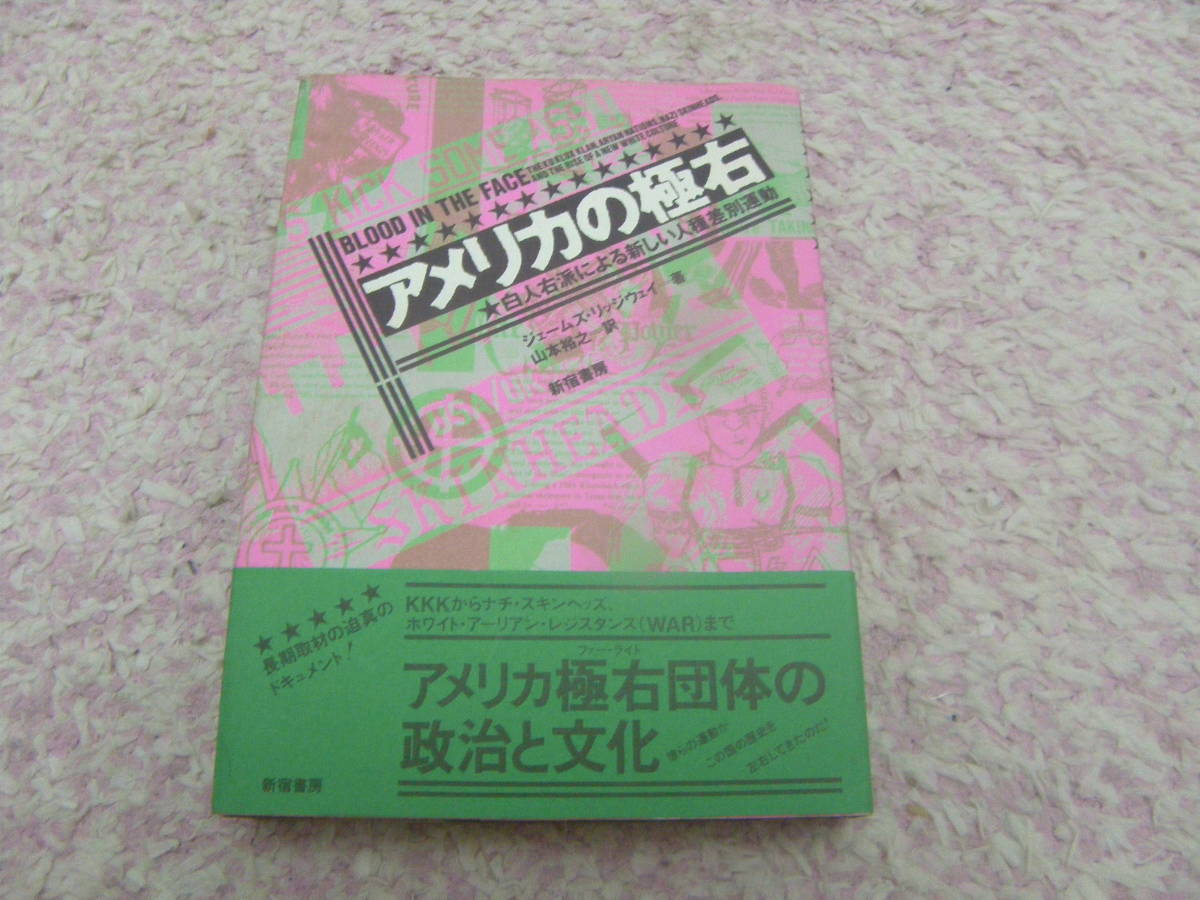 KICK
BLOOD IN THE FACE
THE KU KLUX KLAN, ARYAN NATIONS, NAZI SKINHEADS,
AND THE RISE OF A NEW WHITE CULTURE
アメリカの極右
★白人右派による新しい人種差別運動
ジェームズ・リッジウェイ 著
山本裕之 訳
新宿書房
Power
SKINHEADS
TAKIN
★★★★★
長期取材の迫真の
ドキュメント!
KKKからナチ・スキンヘッズ、
ホワイト・アーリアン・レジスタンス(WAR)まで
ファー・ライト
アメリカ極右団体の
政治と文化
彼らの運動が
この国の歴史を
左右してきたのだ!
新宿書房